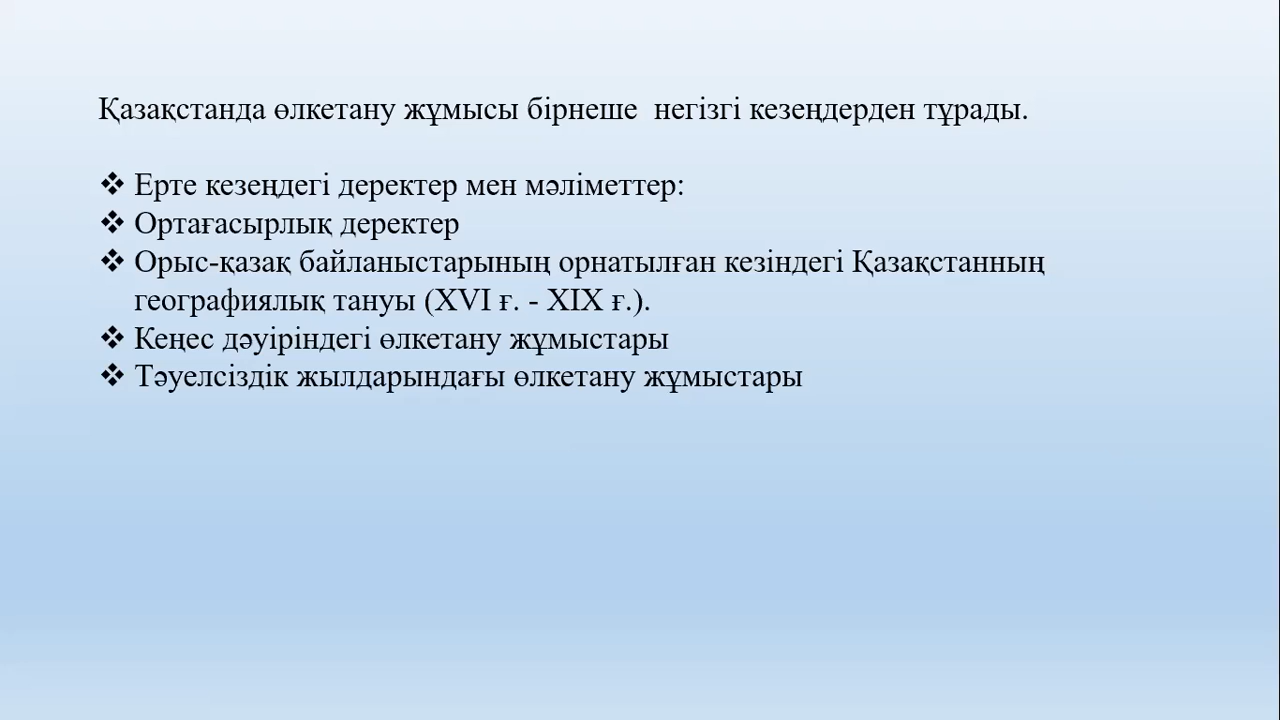 Қазақстанда өлкетану жұмысы бірнеше  негізгі кезеңдерден тұрады.
❖ Ерте кезеңдегі деректер мен мәліметтер:
❖ Ортағасырлық деректер
❖ Орыс-қазақ байланыстарының орнатылған кезіндегі Қазақстанның
географиялық тануы (XVI ғ. - XIX ғ.).
❖ Кеңес дәуіріндегі өлкетану жұмыстары
❖ Тәуелсіздік жылдарындағы өлкетану жұмыстары